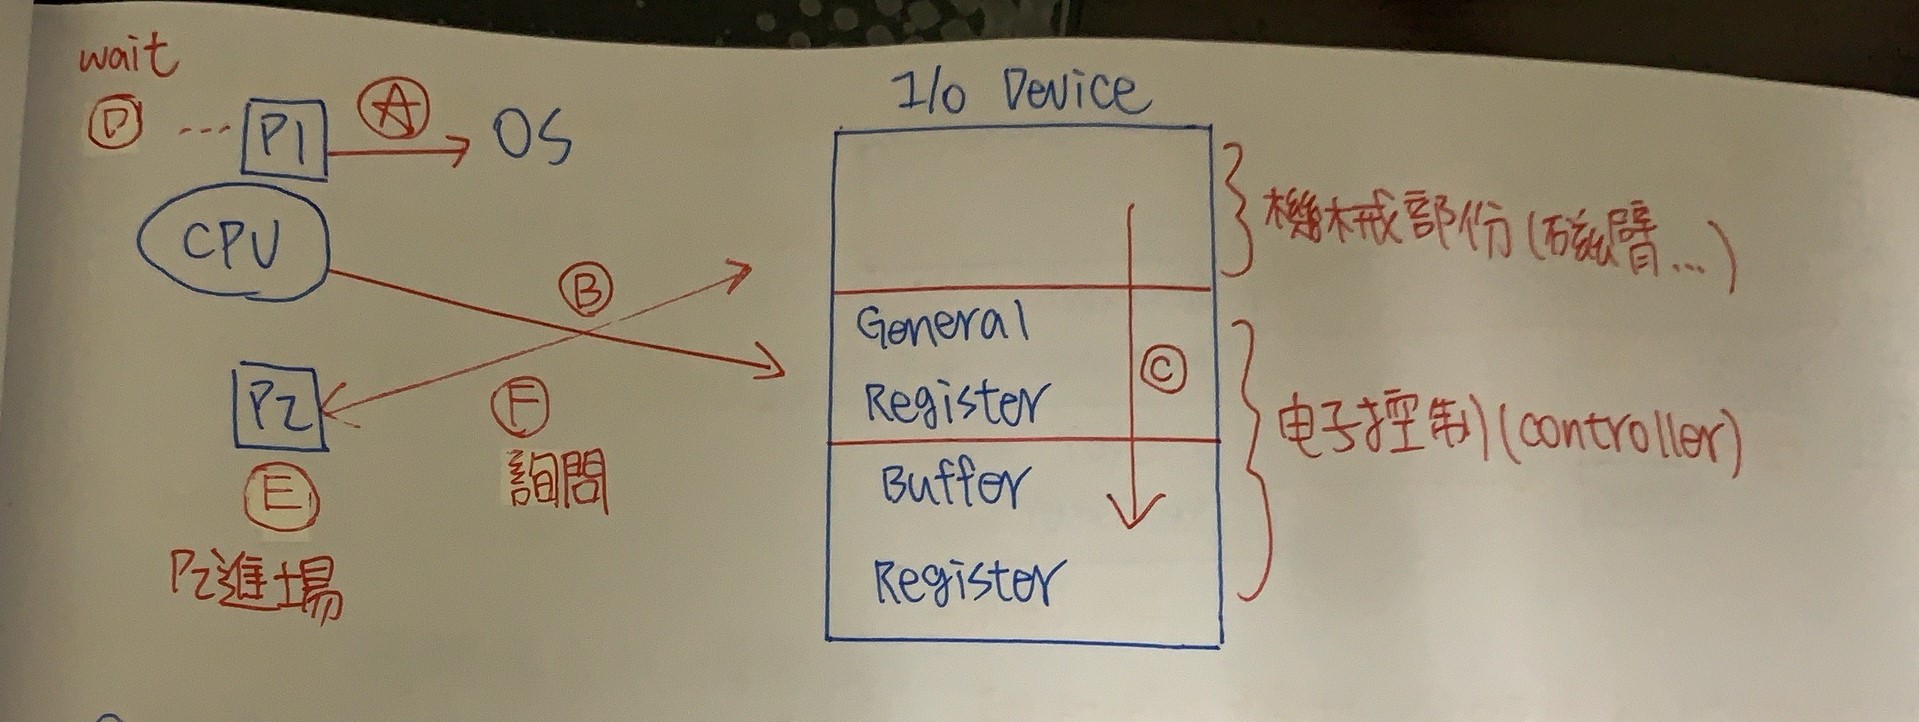 wait
D ... P1
A
OS
CPU
B
P2
E
P2進場
F
詢問
I/O Device
General
Register
Buffer
Register
C
機械部份(磁臂...)
电子控制(controller)